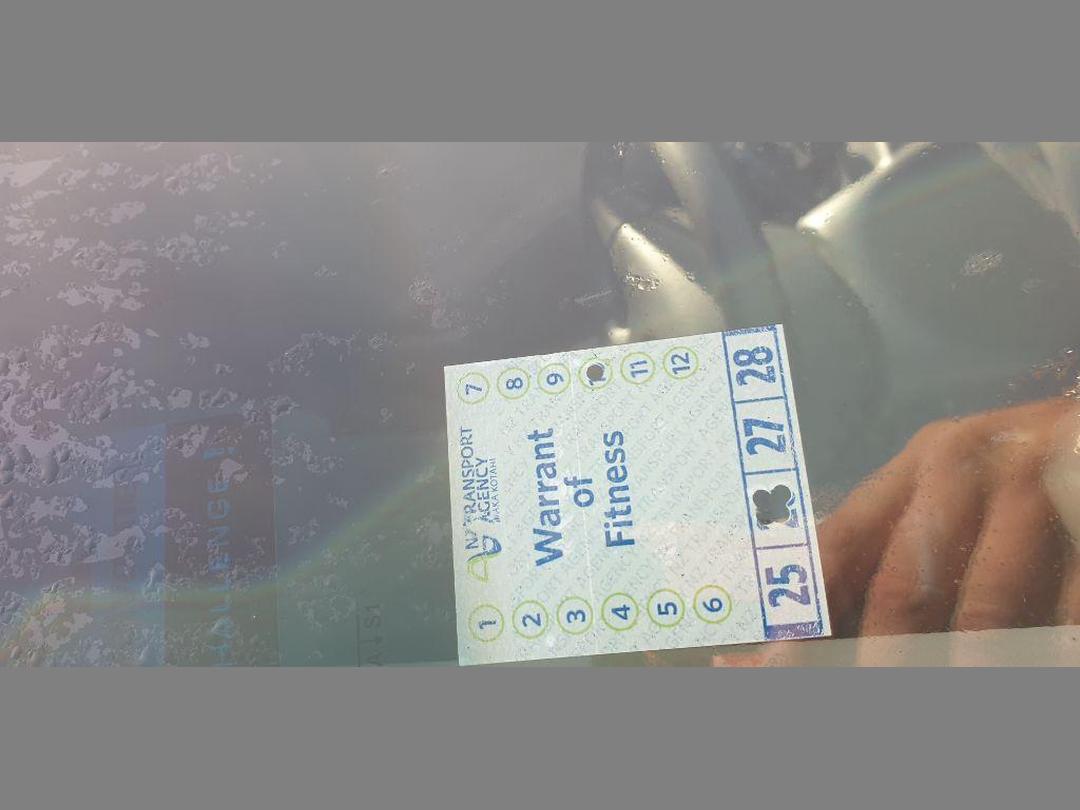 NZ TRANSPORT
AGENCY
WAKA KOTAHI
Warrant
of
Fitness
1
2
3
4
5
6
7
8
9
11
12
25
27
28